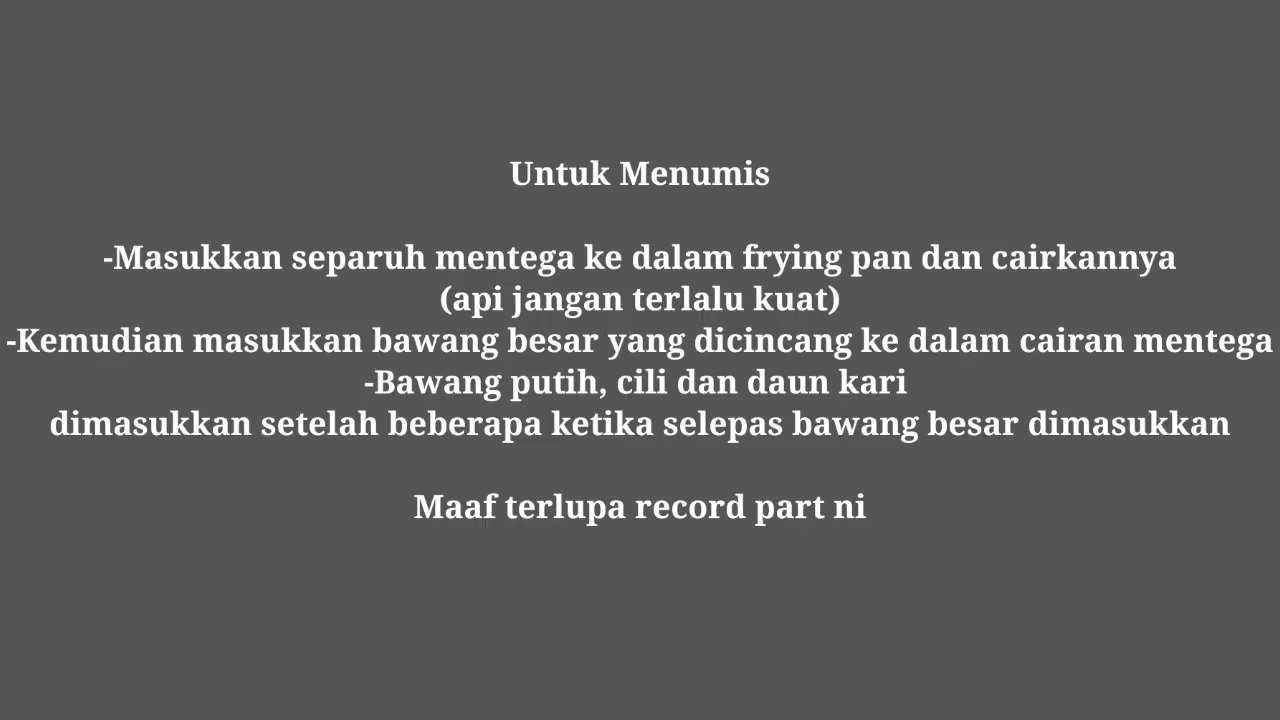 Untuk Menumis
-Masukkan separuh mentega ke dalam frying pan dan cairkannya
(api jangan terlalu kuat)
-Kemudian masukkan bawang besar yang dicincang ke dalam cairan mentega
-Bawang putih, cili dan daun kari
dimasukkan setelah beberapa ketika selepas bawang besar dimasukkan
Maaf terlupa record part ni